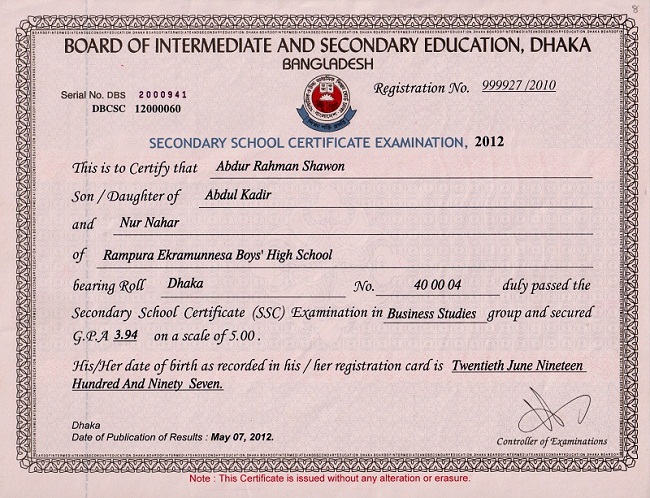 8
BOARD OF INTERMEDIATE AND SECONDARY EDUCATION, DHAKA
BANGLADESH
Registration No. 999927 /2010
Serial No. DBS 2000941
DBCSC 12000060
SECONDARY SCHOOL CERTIFICATE EXAMINATION, 2012
This is to Certify that Abdur Rahman Shawon
Son / Daughter of Abdul Kadir
and Nur Nahar
of Rampura Ekramunnesa Boys' High School
bearing Roll Dhaka No. 40 00 04 duly passed the
Secondary School Certificate (SSC) Examination in Business Studies group and secured
G.P.A 3.94 on a scale of 5.00 .
His/Her date of birth as recorded in his / her registration card is Twentieth June Nineteen
Hundred And Ninety Seven.
Dhaka
Date of Publication of Results : May 07, 2012.
Controller of Examinations
Note : This Certificate is issued without any alteration or erasure.